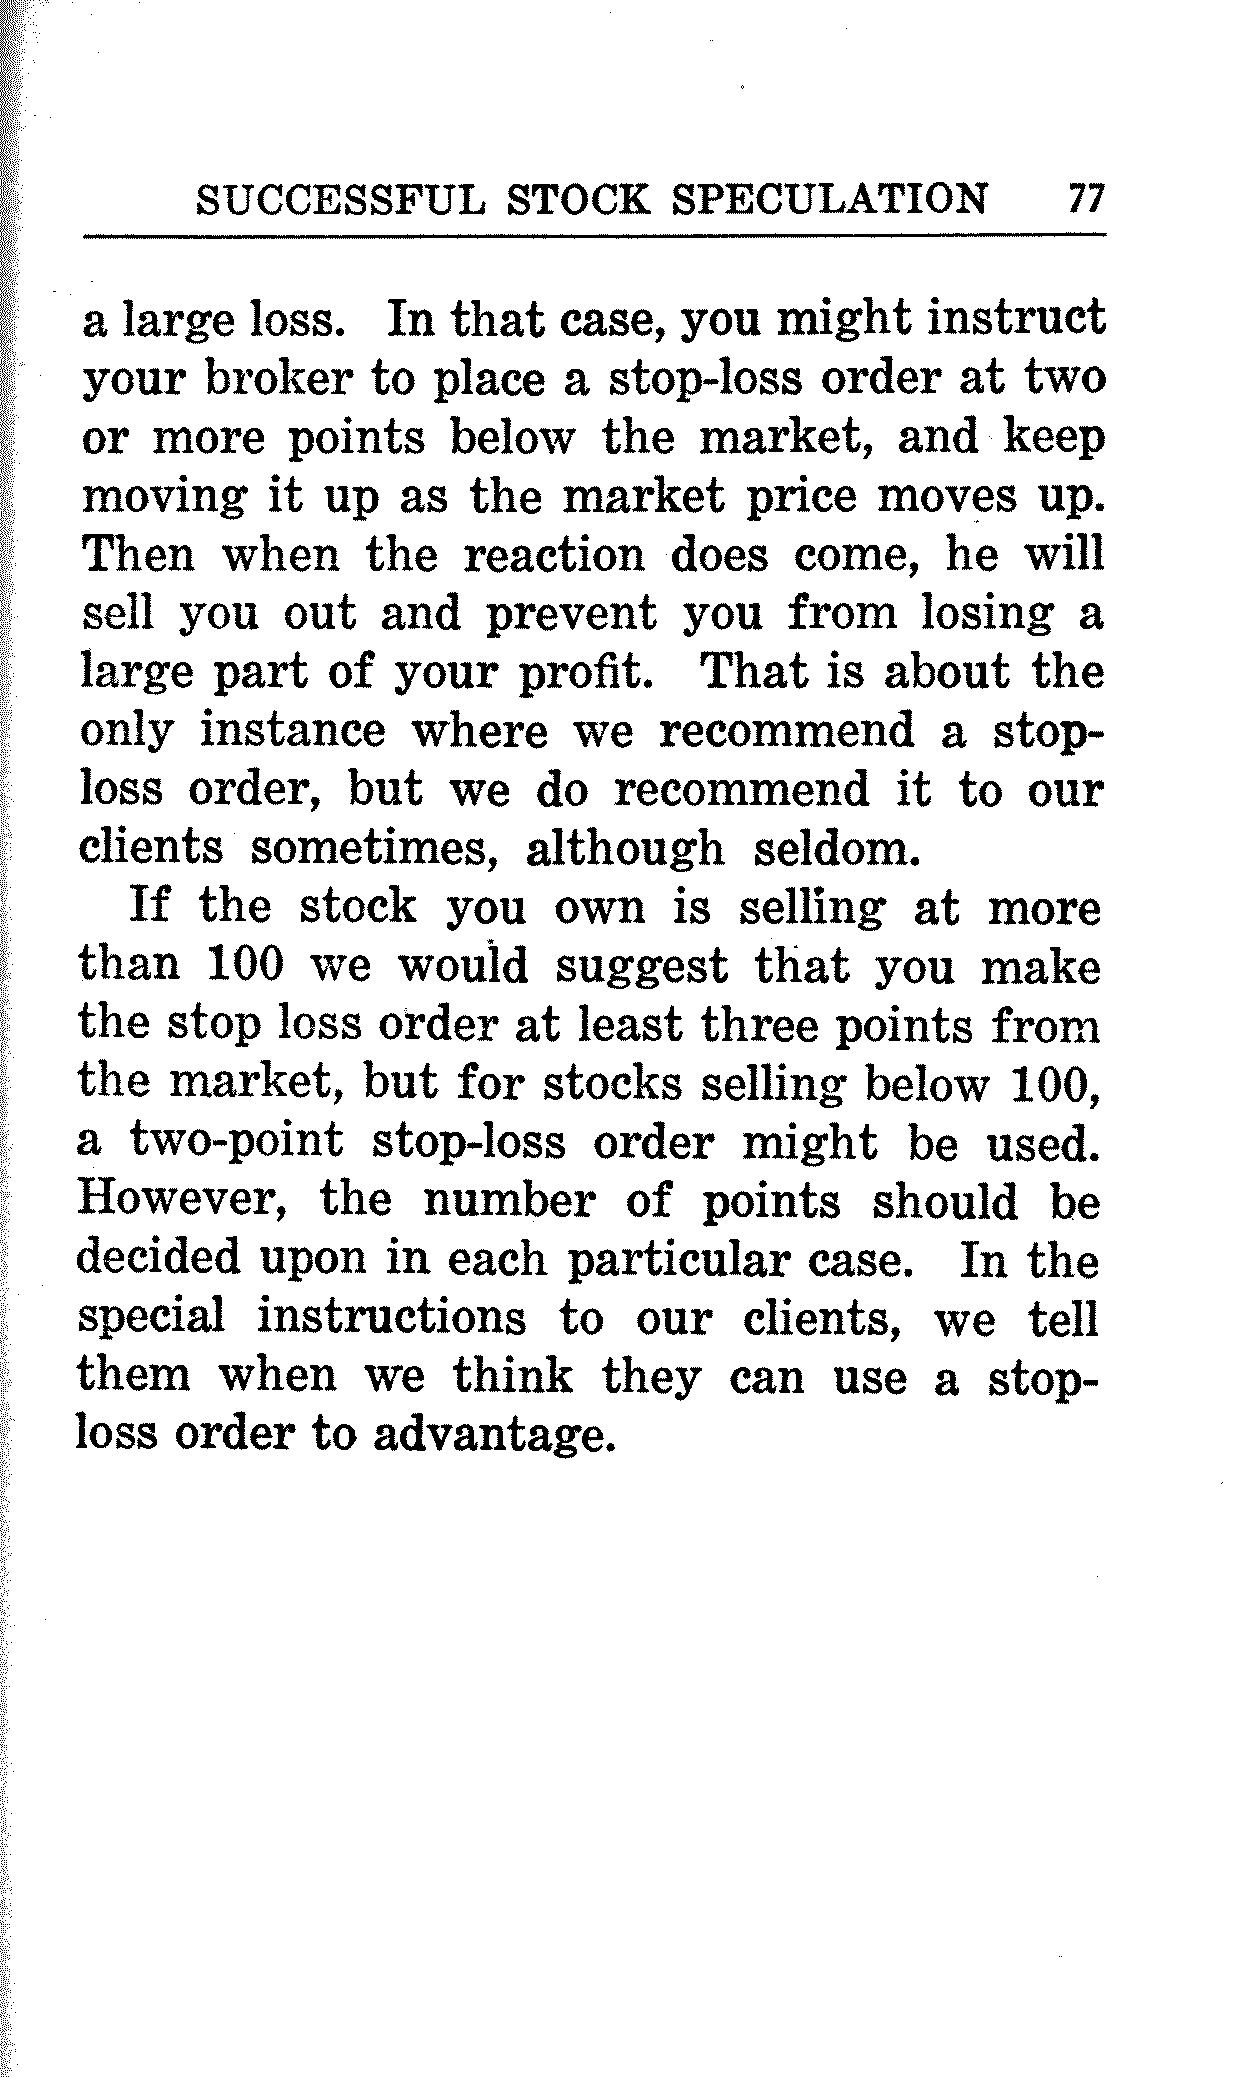 SUCCESSFUL STOCK SPECULATION 77
a large loss. In that case, you might instruct
your broker to place a stop-loss order at two
or more points below the market, and keep
moving it up as the market price moves up.
Then when the reaction does come, he will
sell you out and prevent you from losing a
large part of your profit. That is about the
only instance where we recommend a stop-
loss order, but we do recommend it to our
clients sometimes, although seldom.
If the stock you own is selling at more
than 100 we would suggest that you make
the stop loss order at least three points from
the market, but for stocks selling below 100,
a two-point stop-loss order might be used.
However, the number of points should be
decided upon in each particular case. In the
special instructions to our clients, we tell
them when we think they can use a stop-
loss order to advantage.